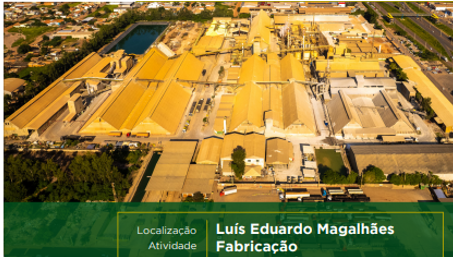 Localização Luís Eduardo Magalhães
Atividade Fabricação